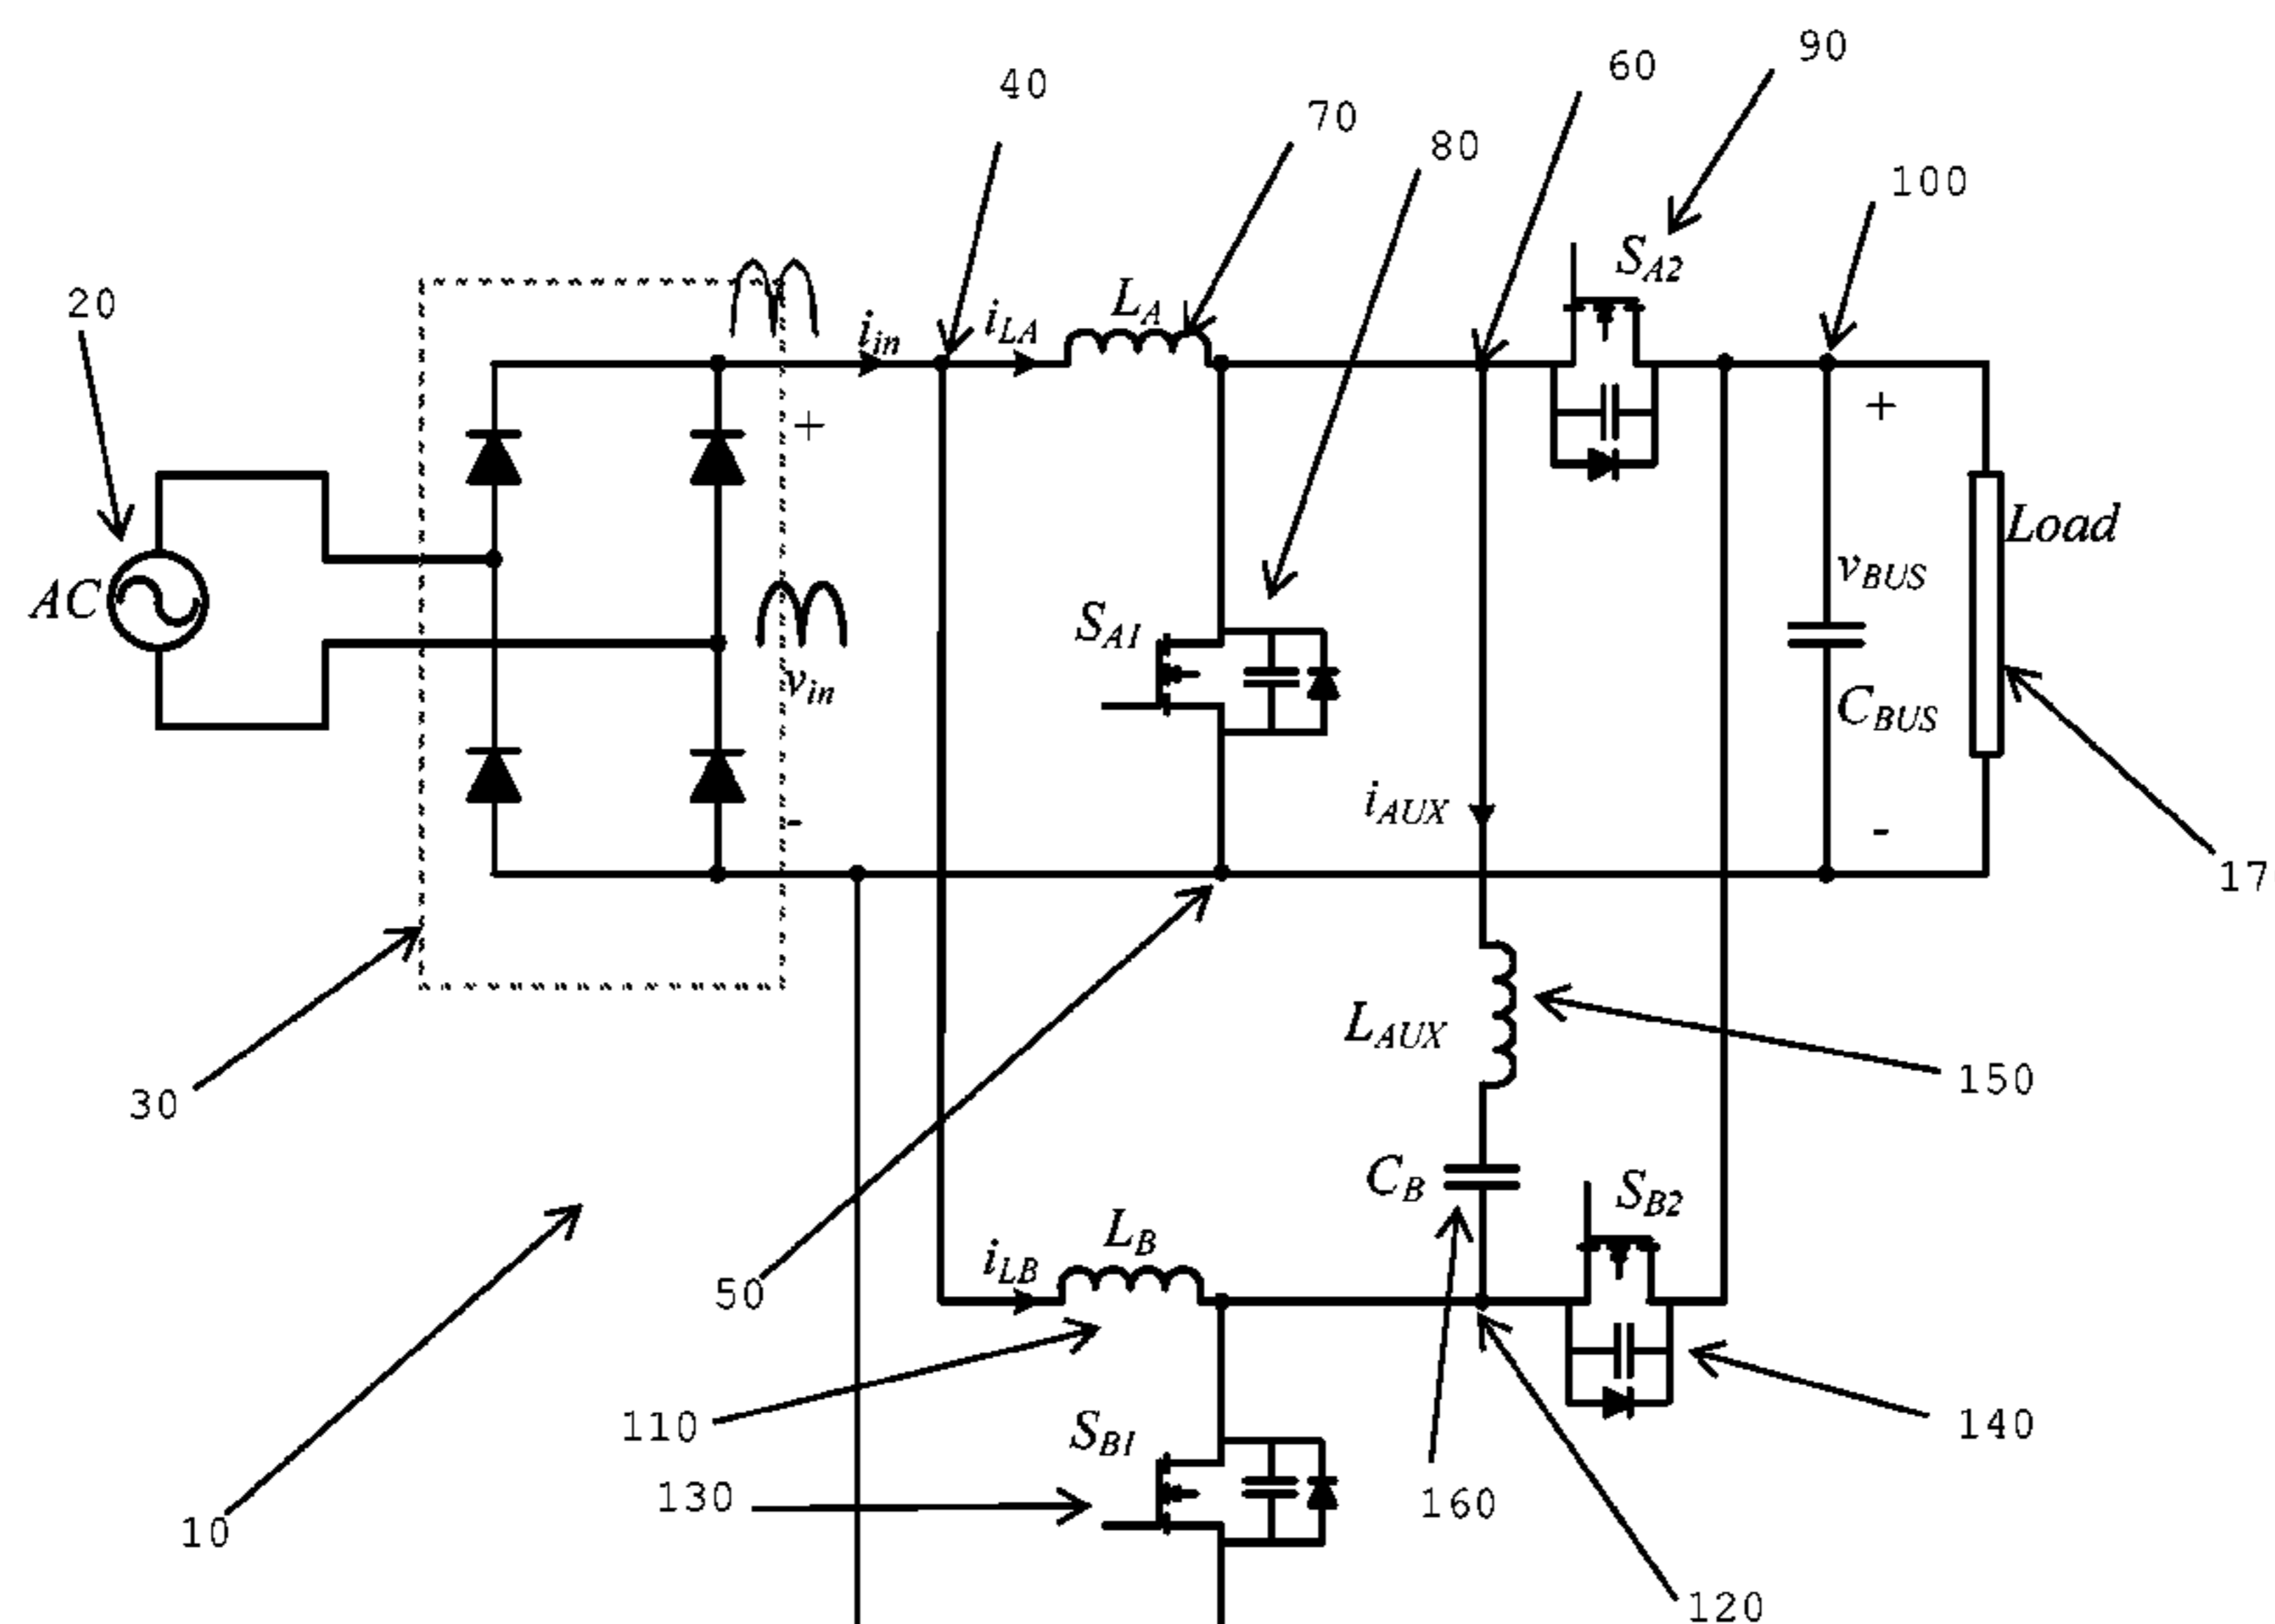 90
60
40
70
80
100
S_A2
20
L_A
i_in
i_LA
+
+
Load
AC
v_BUS
S_A1
v_in
C_BUS
i_AUX
-
-
17
L_AUX
150
30
C_B
S_B2
L_B
i_LB
50
110
140
S_B1
130
160
10
120